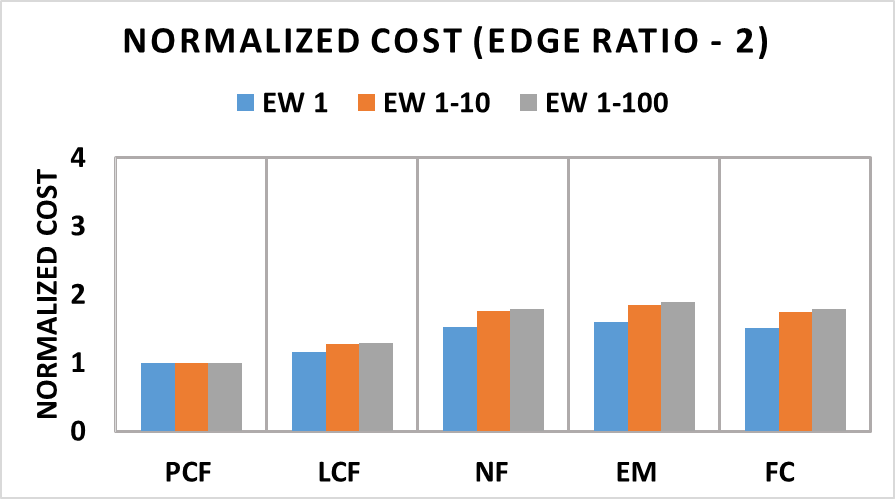 NORMALIZED COST (EDGE RATIO - 2)
EW 1 EW 1-10 EW 1-100
NORMALIZED COST
4
3
2
1
0
PCF LCF NF EM FC